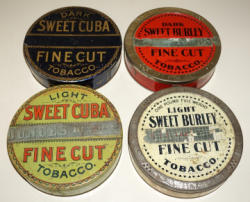 DARK
SWEET CUBA
FINE CUT
TOBACCO.
DARK
SWEET BURLEY
FINE CUT
TOBACCO.
LIGHT
SWEET CUBA
FINE CUT
TOBACCO.
LIGHT
SWEET BURLEY
FINE CUT
TOBACCO.